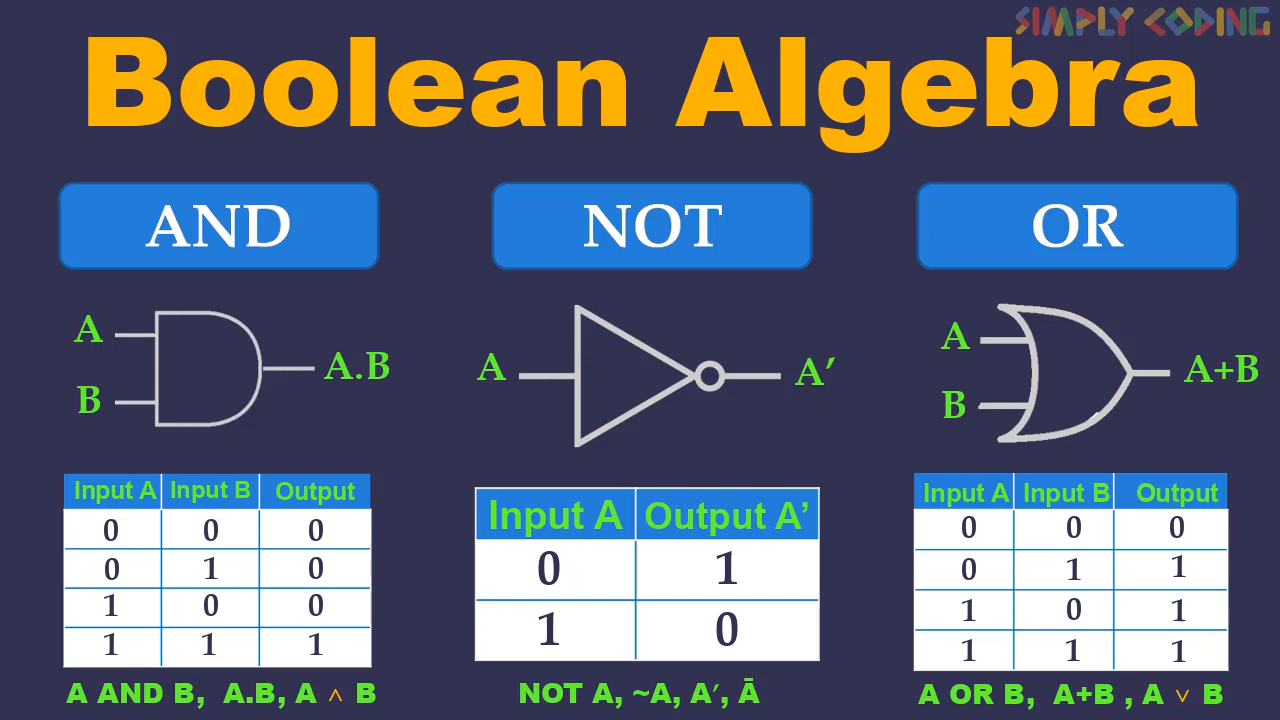 SIMPLY CODING
Boolean Algebra
AND
NOT
OR
A
B
A.B
A
A′
A
B
A+B
Input A Input B Output
0 0 0
0 1 0
1 0 0
1 1 1
Input A Output A’
0 1
1 0
Input A Input B Output
0 0 0
0 1 1
1 0 1
1 1 1
A AND B, A.B, A ∧ B
NOT A, ~A, A′, Ā
A OR B, A+B , A ∨ B